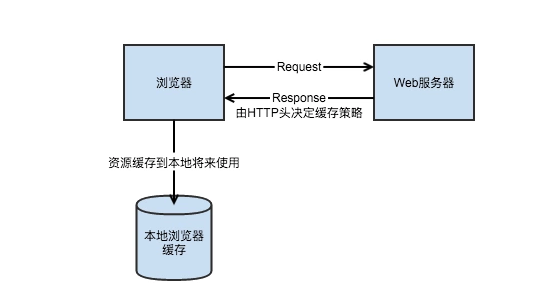 浏览器
Request
Web服务器
Response
由HTTP头决定缓存策略
资源缓存到本地将来使用
本地浏览器
缓存